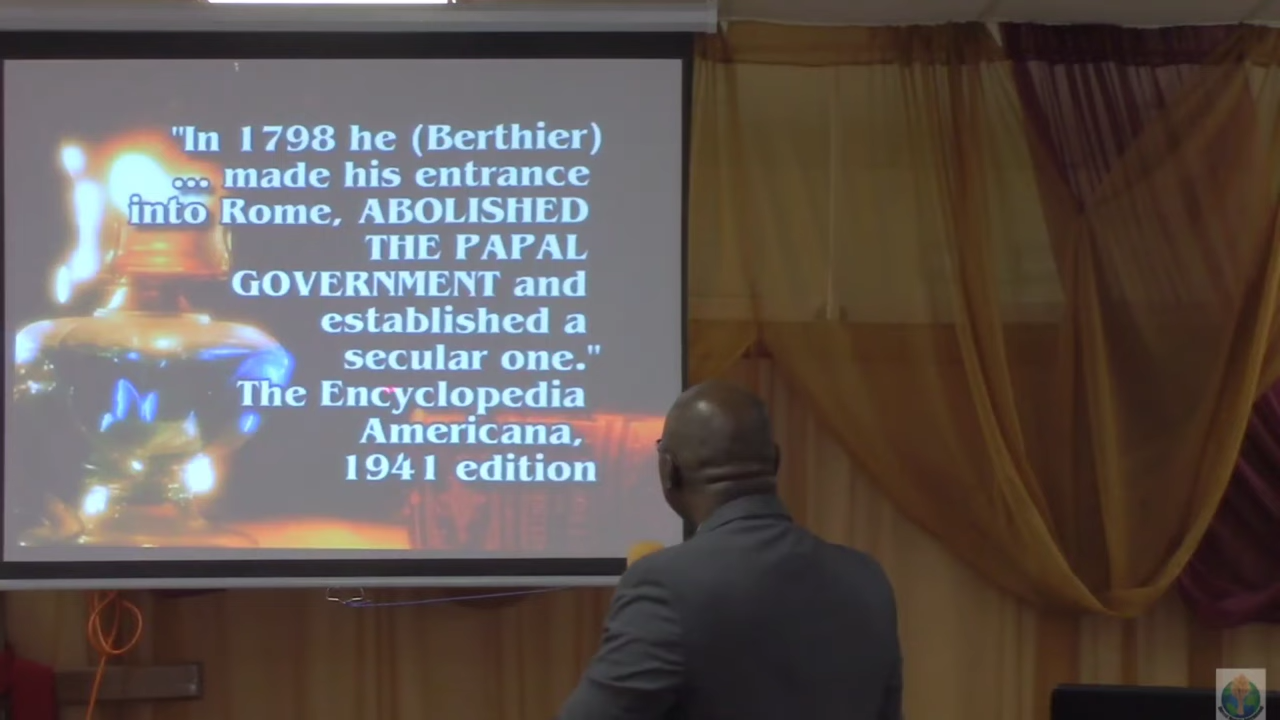 "In 1798 he (Berthier)
... made his entrance
into Rome, ABOLISHED
THE PAPAL
GOVERNMENT and
established a
secular one."
The Encyclopedia
Americana,
1941 edition